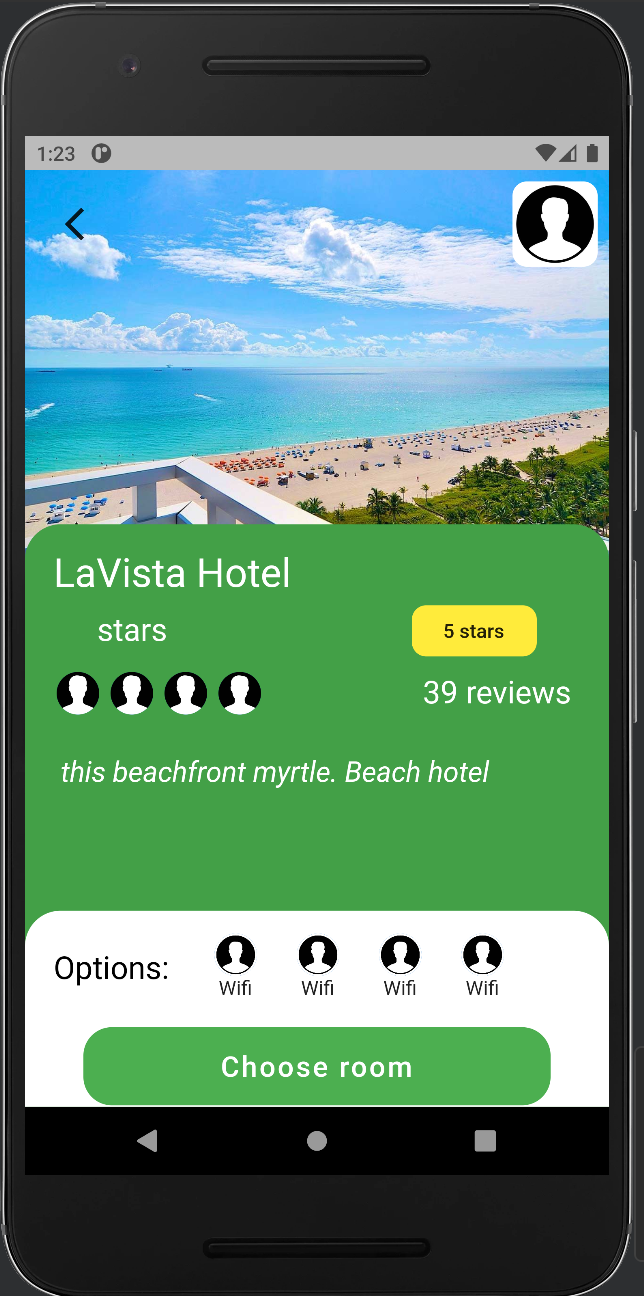 1:23
LaVista Hotel
stars
5 stars
39 reviews
this beachfront myrtle. Beach hotel
Options:
Wifi
Wifi
Wifi
Wifi
Choose room